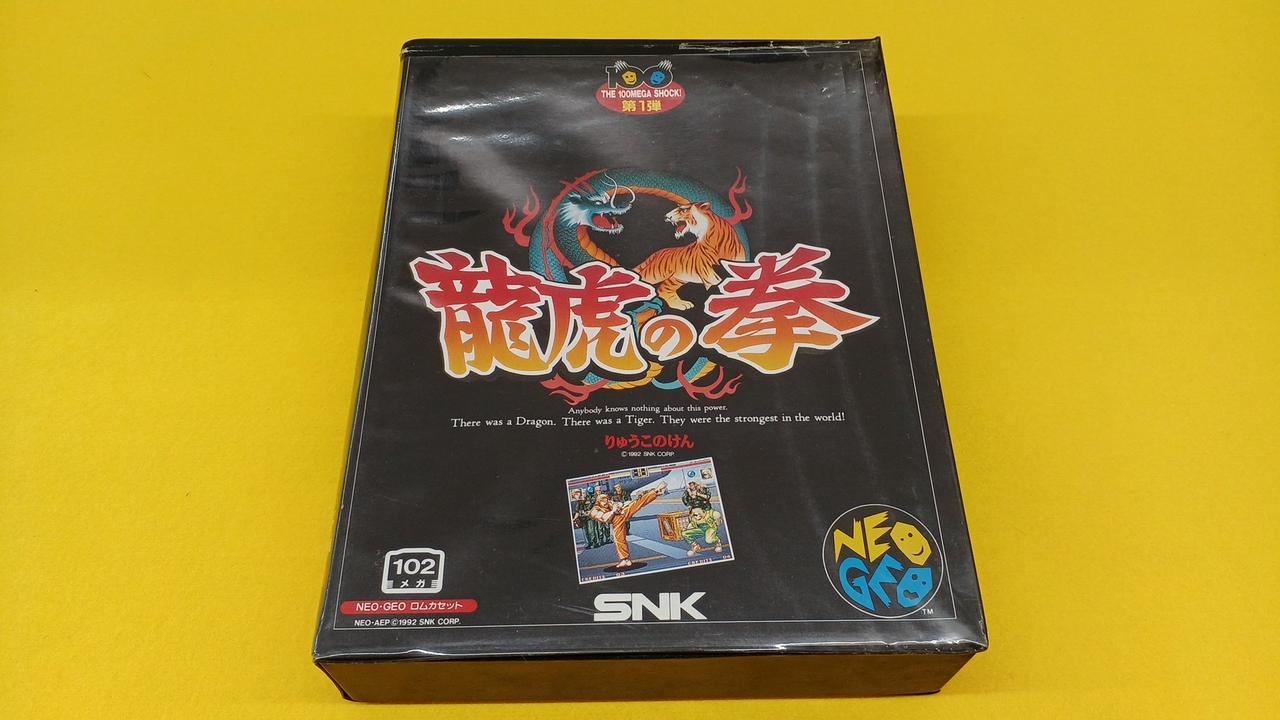 100
THE 100MEGA SHOCK!
第1弾
龍虎の拳
Anybody knows nothing about this power.
There was a Dragon. There was a Tiger. They were the strongest in the world!
りゅうこのけん
©1992 SNK CORP.
102
メガ
NEO・GEO ロムカセット
NEO・AEP ©1992 SNK CORP.
SNK
NEO
GEO
TM